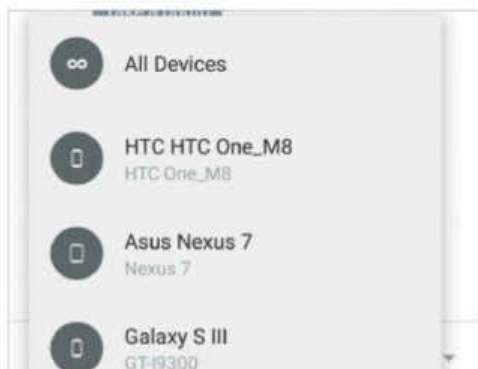 All Devices
HTC HTC One_M8
HTC One_M8
Asus Nexus 7
Nexus 7
Galaxy S III
GT-I9300